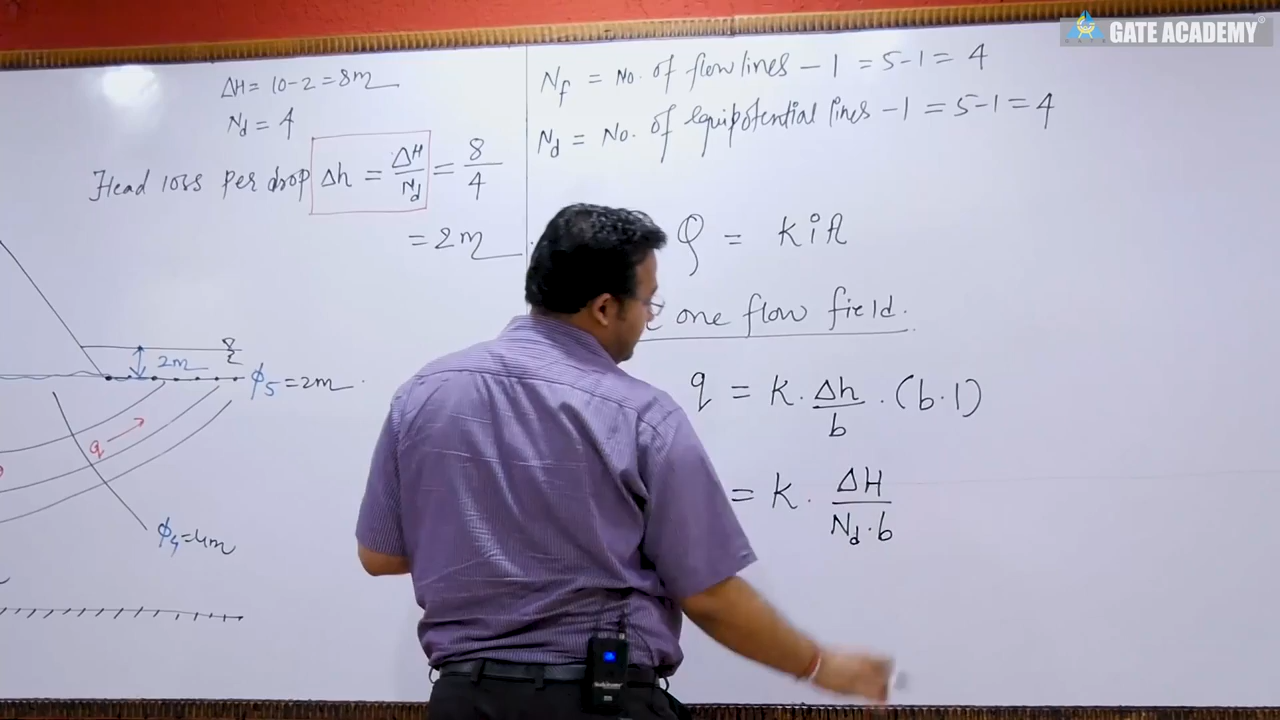 GATE ACADEMY
ΔH = 10 - 2 = 8m
Nd = 4
Head loss per drop Δh = ΔH/Nd = 8/4
= 2m
Nf = No. of flow lines - 1 = 5-1 = 4
Nd = No. of equipotential lines - 1 = 5-1 = 4
Q = KiA
one flow field.
q = K. Δh/b . (b.1)
= K. ΔH/Nd.b
2m
ϕ5 = 2m
q
ϕ4 = 4m